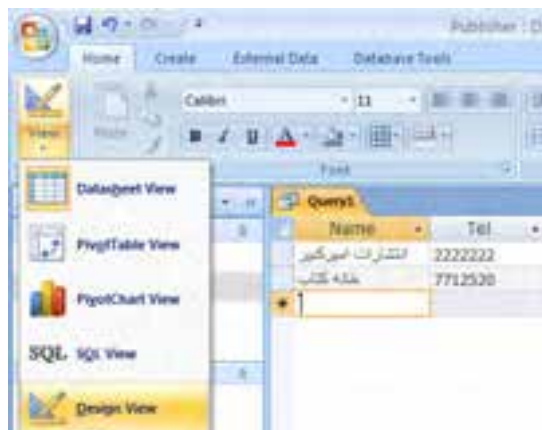 Publisher : D
Home Create External Data Database Tools
View
Calibri 11
B I U A
Font
Datasheet View
PivotTable View
PivotChart View
SQL SQL View
Design View
Query1
Name Tel
انتشارات امیرکبیر 2222222
خانه کتاب 7712520